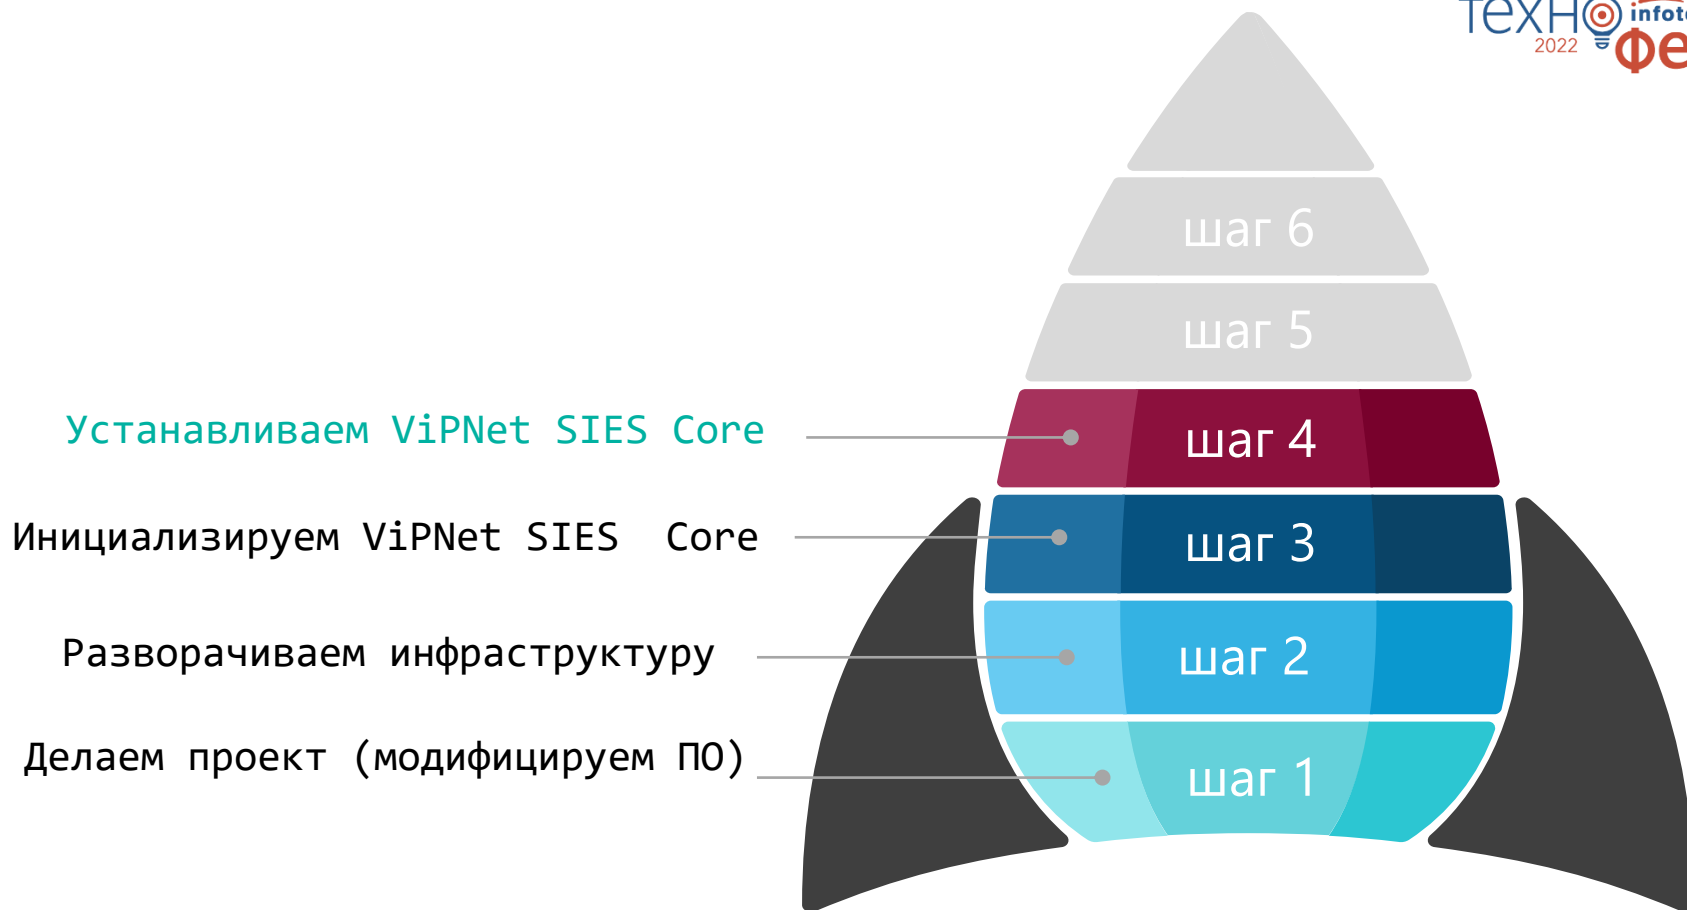 техно infote
2022 Фе
шаг 6
шаг 5
Устанавливаем ViPNet SIES Core
шаг 4
Инициализируем ViPNet SIES Core
шаг 3
Разворачиваем инфраструктуру
шаг 2
Делаем проект (модифицируем ПО)
шаг 1